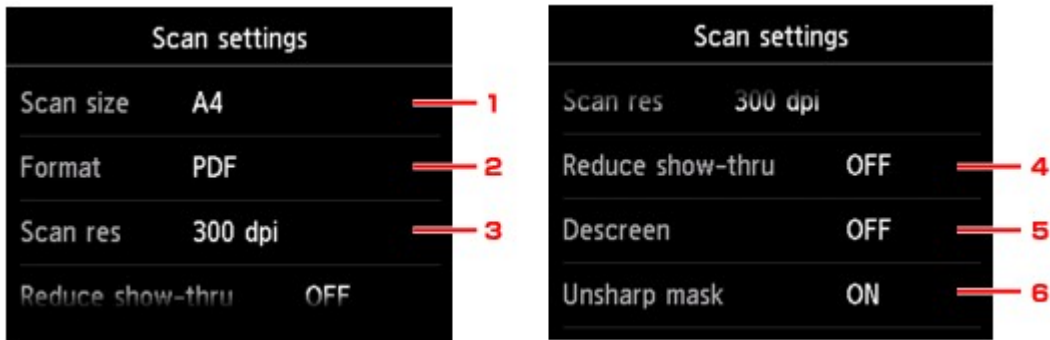 Scan settings
Scan size A4 1
Format PDF 2
Scan res 300 dpi 3
Reduce show-thru OFF
Scan settings
Scan res 300 dpi
Reduce show-thru OFF 4
Descreen OFF 5
Unsharp mask ON 6